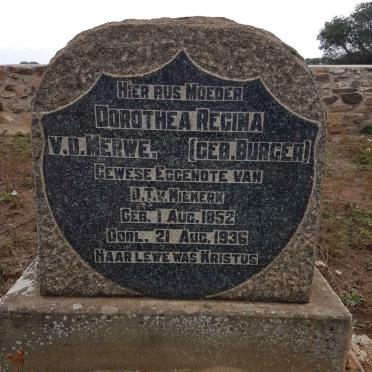 HIER RUS MOEDER
DOROTHEA REGINA
V.D. MERWE. (GEB. BURGER)
GEWESE EGGENOTE VAN
D.T. V. NIEKERK
GEB. 1 AUG. 1852
OORL. 21 AUG. 1936
HAAR LEWE WAS KRISTUS